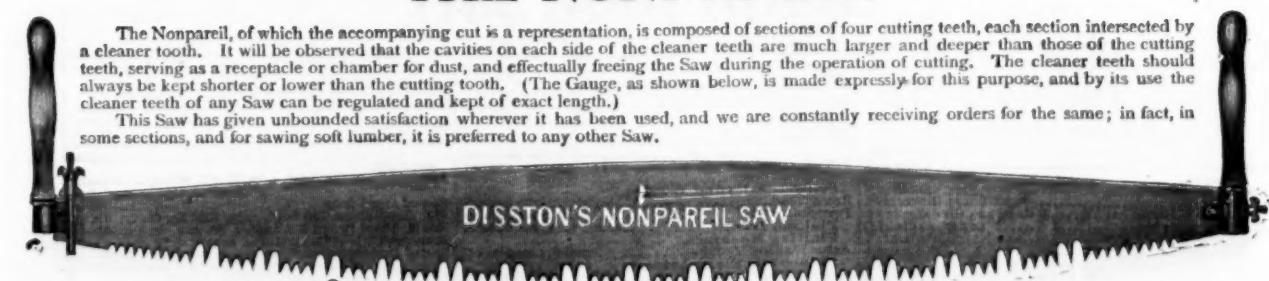 The Nonpareil, of which the accompanying cut is a representation, is composed of sections of four cutting teeth, each section intersected by
a cleaner tooth. It will be observed that the cavities on each side of the cleaner teeth are much larger and deeper than those of the cutting
teeth, serving as a receptacle or chamber for dust, and effectually freeing the Saw during the operation of cutting. The cleaner teeth should
always be kept shorter or lower than the cutting tooth. (The Gauge, as shown below, is made expressly for this purpose, and by its use the
cleaner teeth of any Saw can be regulated and kept of exact length.)
This Saw has given unbounded satisfaction wherever it has been used, and we are constantly receiving orders for the same; in fact, in
some sections, and for sawing soft lumber, it is preferred to any other Saw.
DISSTON'S NONPAREIL SAW